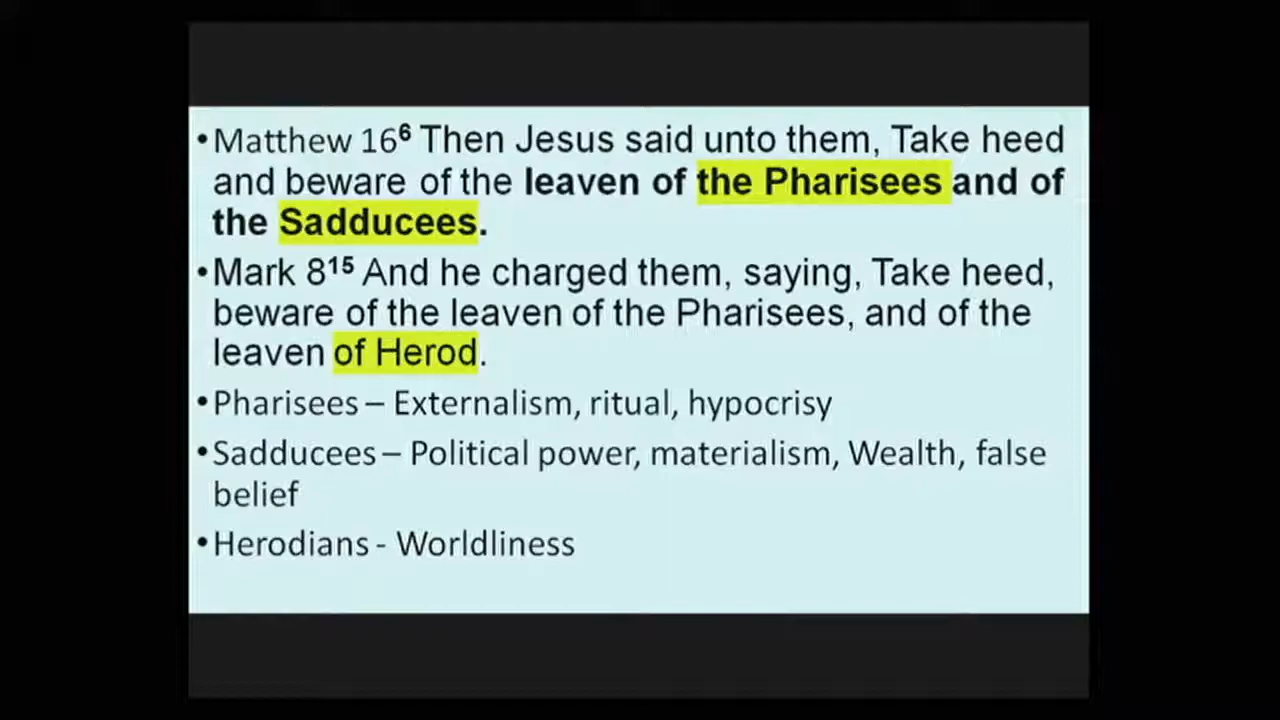 •Matthew 16⁶ Then Jesus said unto them, Take heed
and beware of the leaven of the Pharisees and of
the Sadducees.
•Mark 8¹⁵ And he charged them, saying, Take heed,
beware of the leaven of the Pharisees, and of the
leaven of Herod.
•Pharisees – Externalism, ritual, hypocrisy
•Sadducees – Political power, materialism, Wealth, false
belief
•Herodians - Worldliness